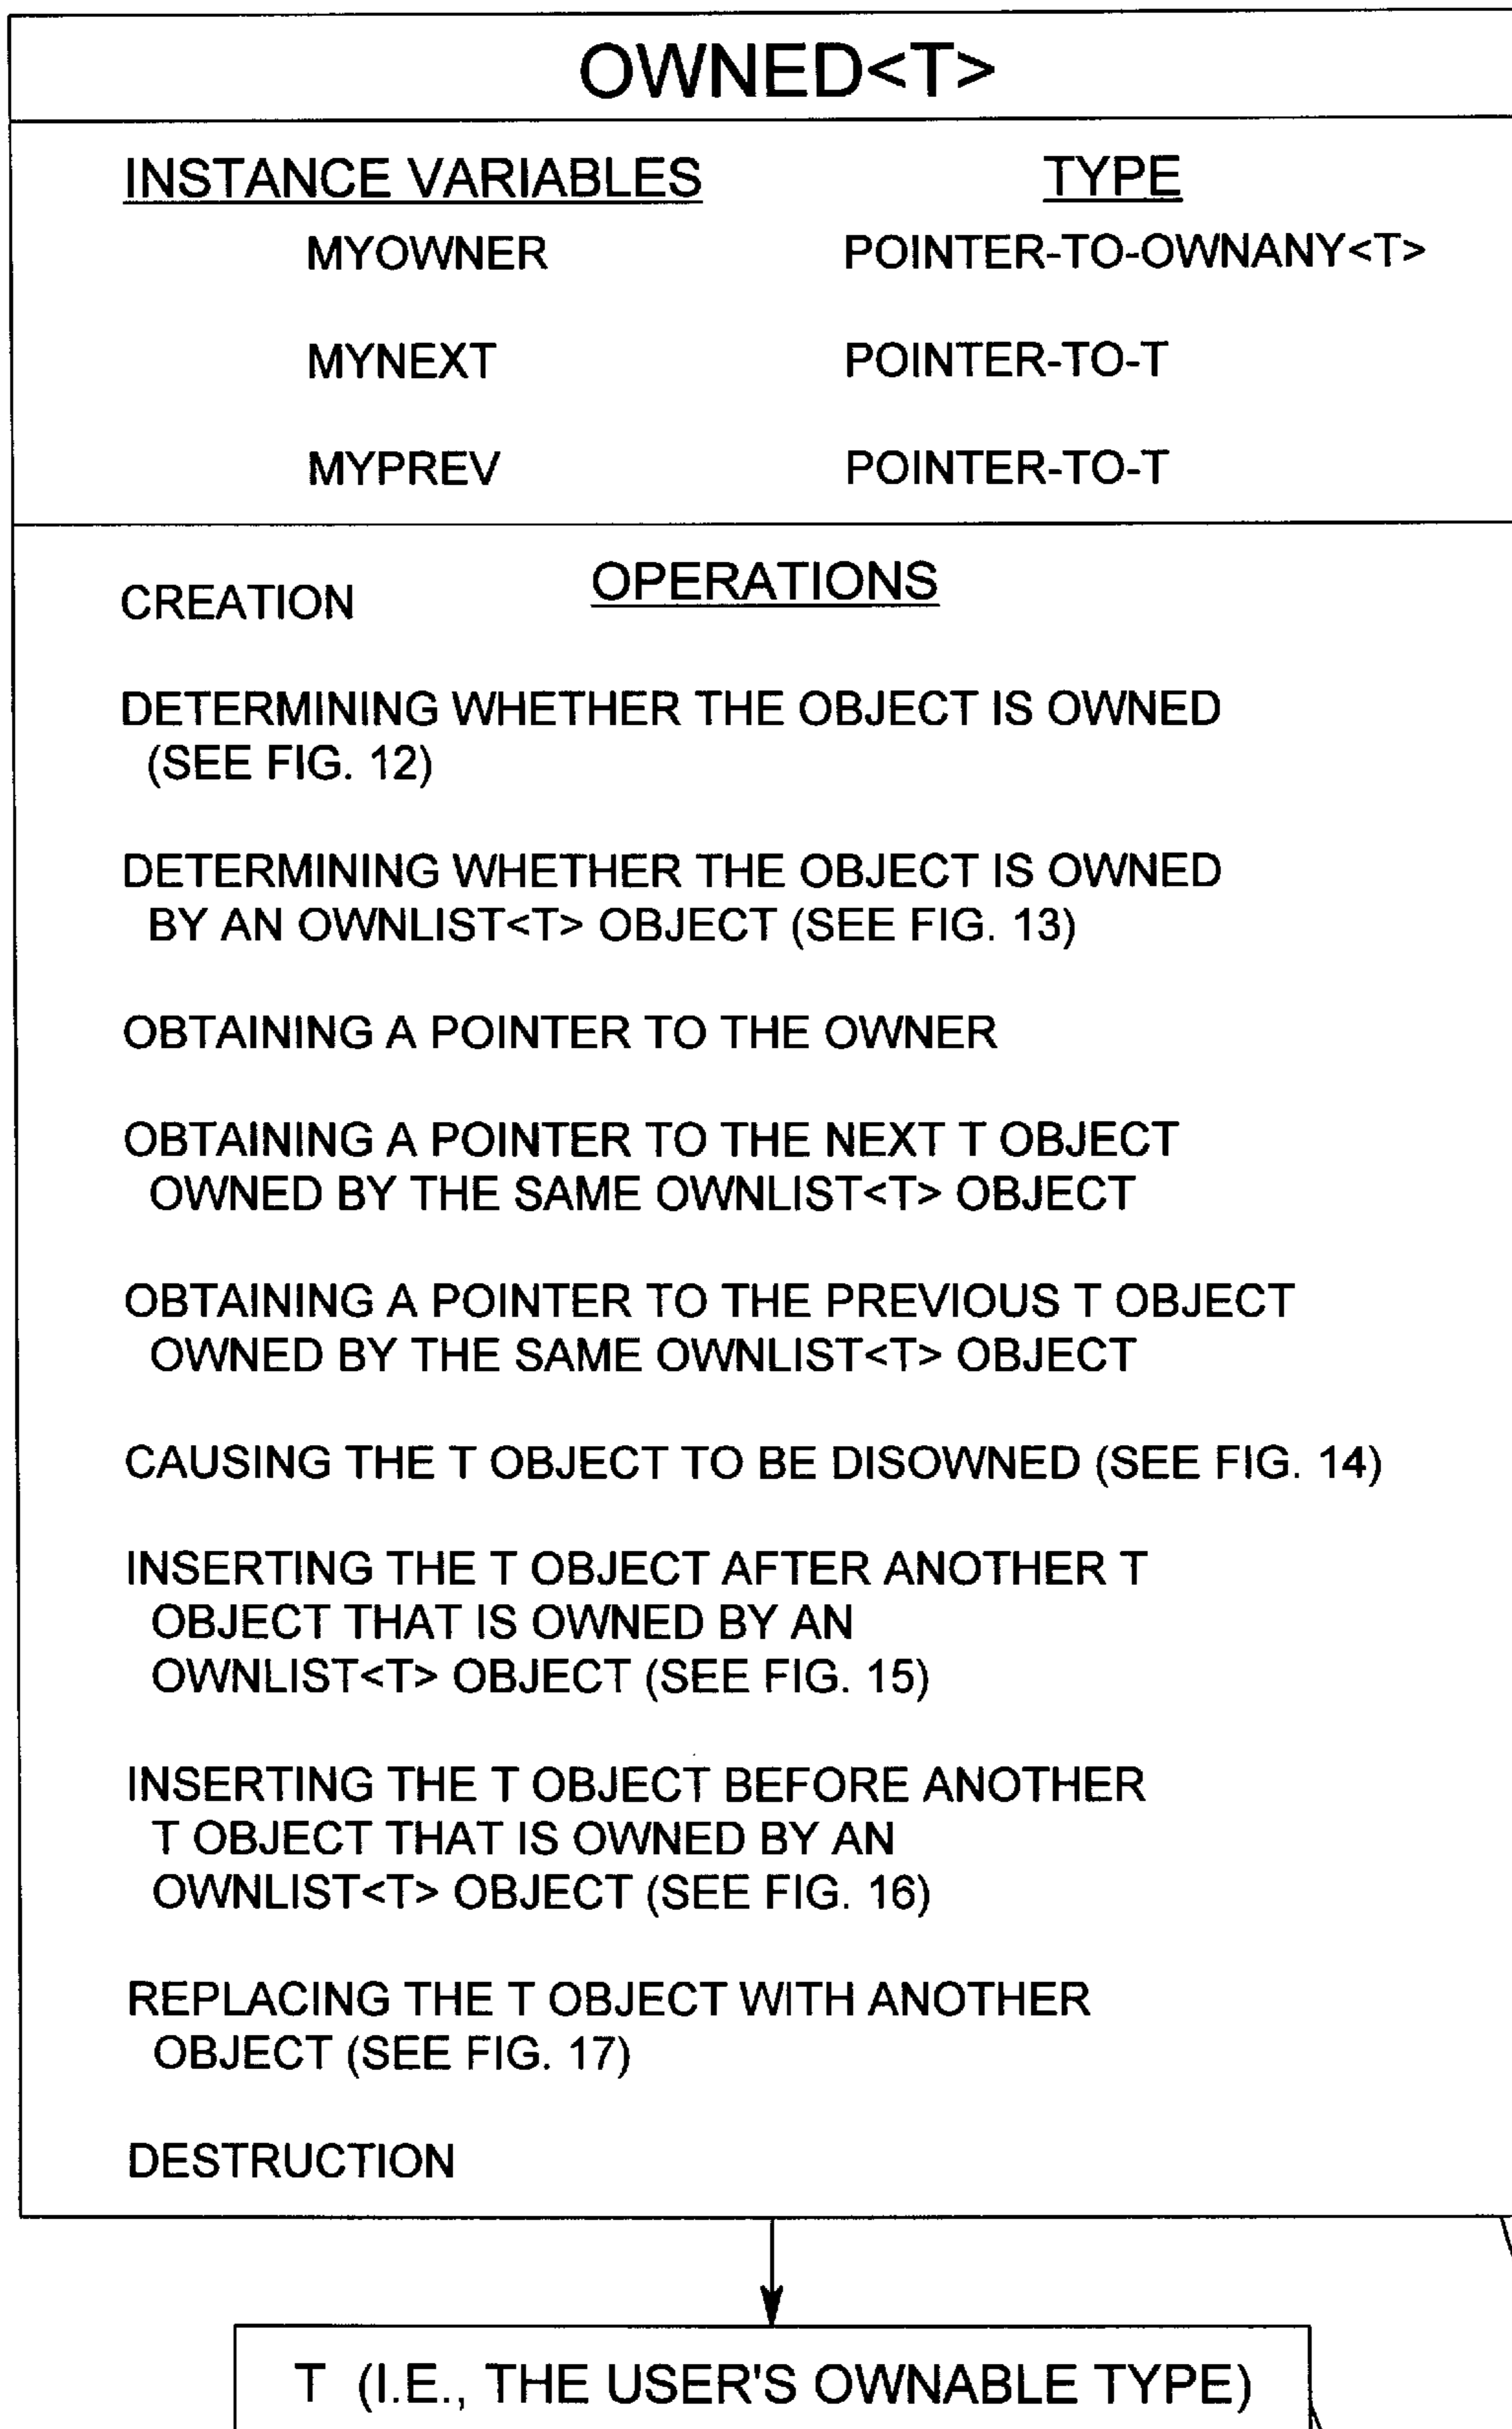 OWNED<T>
INSTANCE VARIABLES TYPE
MYOWNER POINTER-TO-OWNANY<T>
MYNEXT POINTER-TO-T
MYPREV POINTER-TO-T
OPERATIONS
CREATION
DETERMINING WHETHER THE OBJECT IS OWNED
(SEE FIG. 12)
DETERMINING WHETHER THE OBJECT IS OWNED
BY AN OWNLIST<T> OBJECT (SEE FIG. 13)
OBTAINING A POINTER TO THE OWNER
OBTAINING A POINTER TO THE NEXT T OBJECT
OWNED BY THE SAME OWNLIST<T> OBJECT
OBTAINING A POINTER TO THE PREVIOUS T OBJECT
OWNED BY THE SAME OWNLIST<T> OBJECT
CAUSING THE T OBJECT TO BE DISOWNED (SEE FIG. 14)
INSERTING THE T OBJECT AFTER ANOTHER T
OBJECT THAT IS OWNED BY AN
OWNLIST<T> OBJECT (SEE FIG. 15)
INSERTING THE T OBJECT BEFORE ANOTHER
T OBJECT THAT IS OWNED BY AN
OWNLIST<T> OBJECT (SEE FIG. 16)
REPLACING THE T OBJECT WITH ANOTHER
OBJECT (SEE FIG. 17)
DESTRUCTION
T (I.E., THE USER'S OWNABLE TYPE)